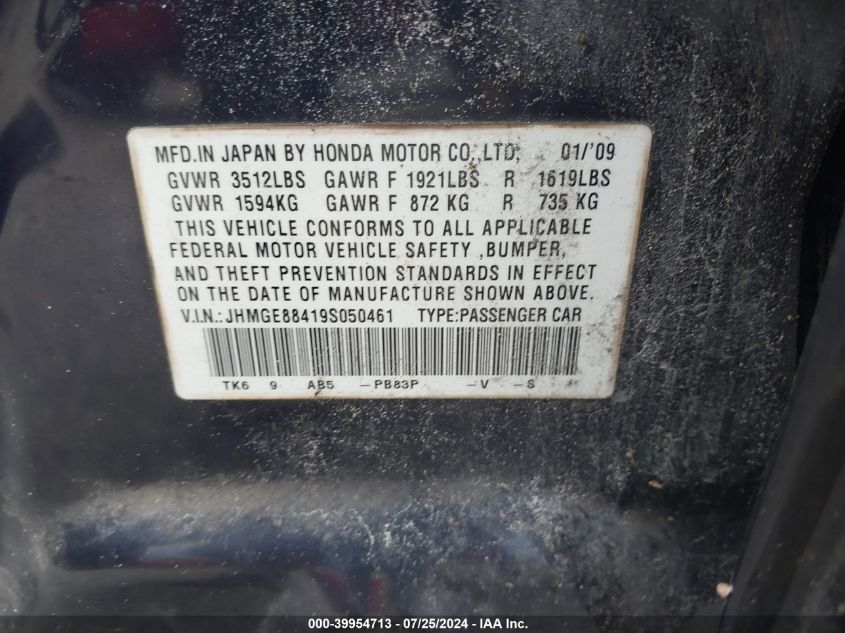 MFD.IN JAPAN BY HONDA MOTOR CO.,LTD, 01/'09
GVWR 3512LBS GAWR F 1921LBS R 1619LBS
GVWR 1594KG GAWR F 872 KG R 735 KG
THIS VEHICLE CONFORMS TO ALL APPLICABLE
FEDERAL MOTOR VEHICLE SAFETY ,BUMPER,
AND THEFT PREVENTION STANDARDS IN EFFECT
ON THE DATE OF MANUFACTURE SHOWN ABOVE.
V.I.N.:JHMGE88419S050461 TYPE:PASSENGER CAR
TK6 9 AB5 -PB83P -V -S
000-39954713 - 07/25/2024 - IAA Inc.